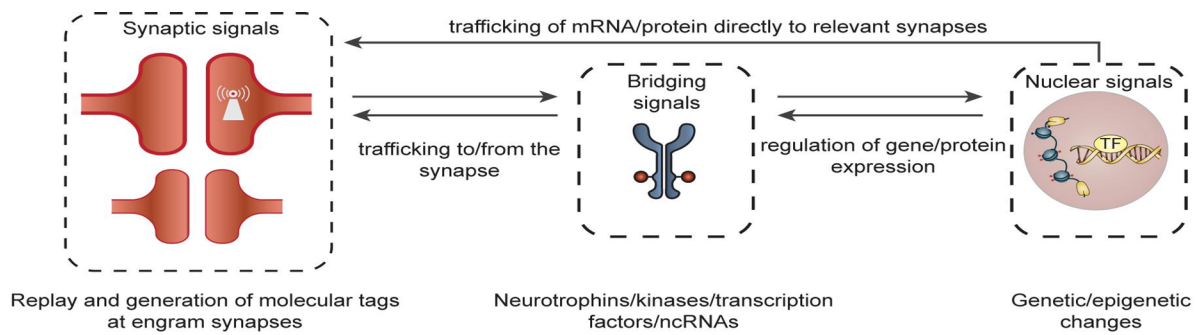 trafficking of mRNA/protein directly to relevant synapses
Synaptic signals
Bridging
signals
Nuclear signals
TF
trafficking to/from the
synapse
regulation of gene/protein
expression
Replay and generation of molecular tags
at engram synapses
Neurotrophins/kinases/transcription
factors/ncRNAs
Genetic/epigenetic
changes